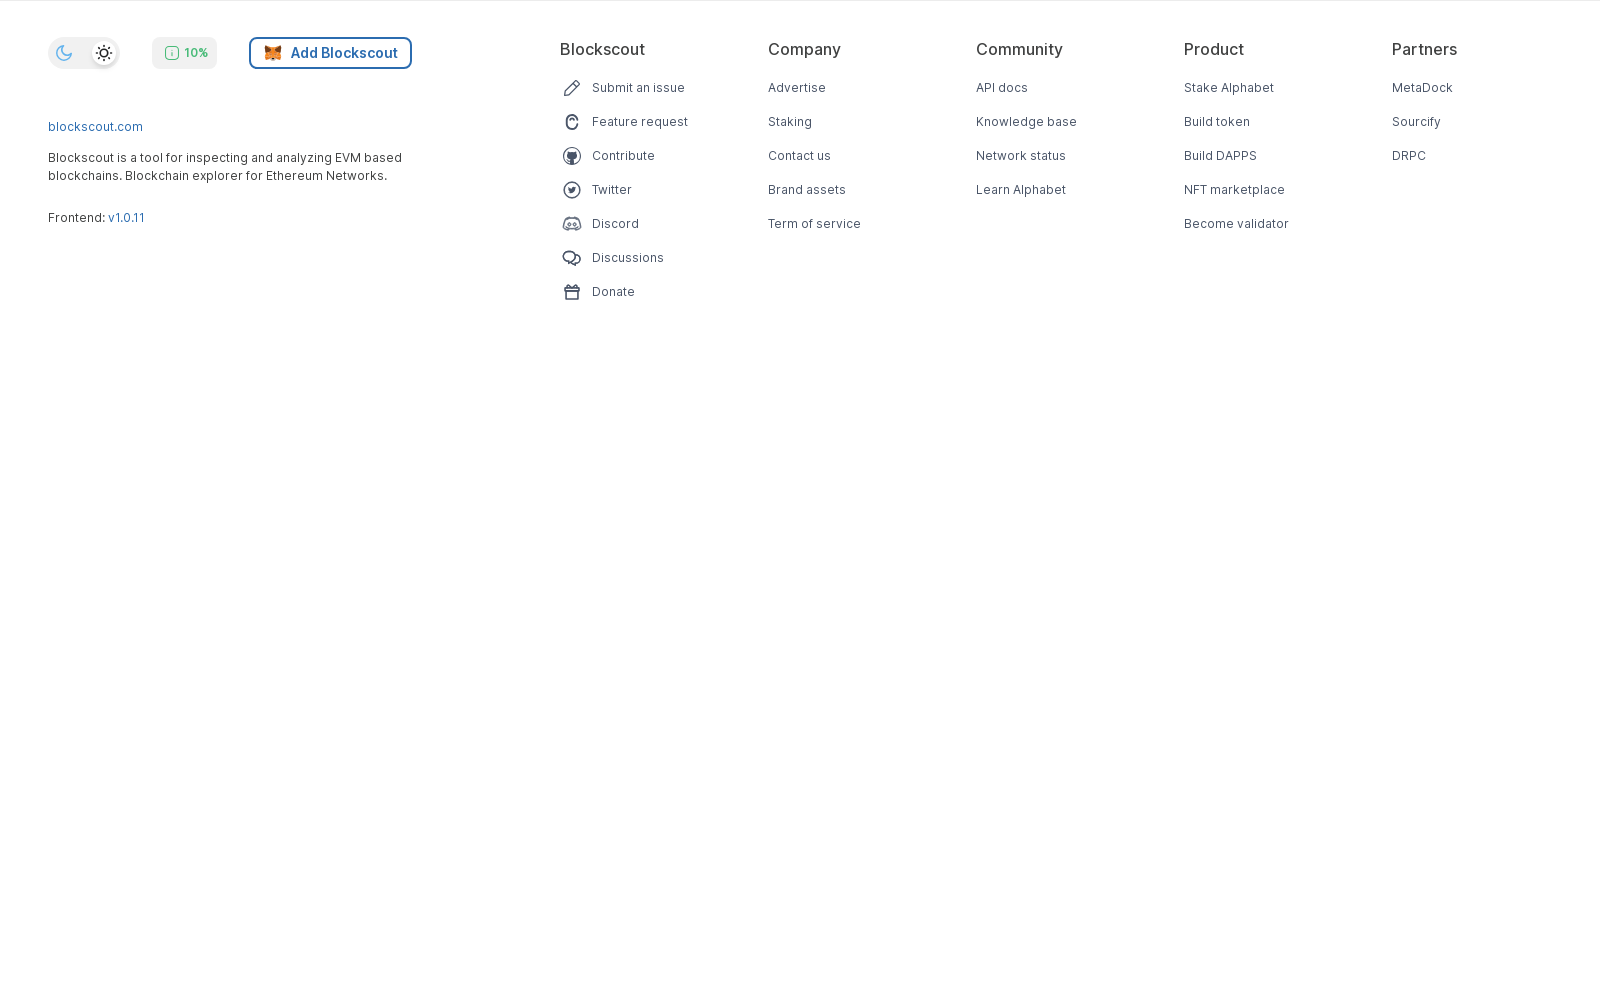 10%
Add Blockscout
blockscout.com
Blockscout is a tool for inspecting and analyzing EVM based
blockchains. Blockchain explorer for Ethereum Networks.
Frontend: v1.0.11
Blockscout
Submit an issue
Feature request
Contribute
Twitter
Discord
Discussions
Donate
Company
Advertise
Staking
Contact us
Brand assets
Term of service
Community
API docs
Knowledge base
Network status
Learn Alphabet
Product
Stake Alphabet
Build token
Build DAPPS
NFT marketplace
Become validator
Partners
MetaDock
Sourcify
DRPC